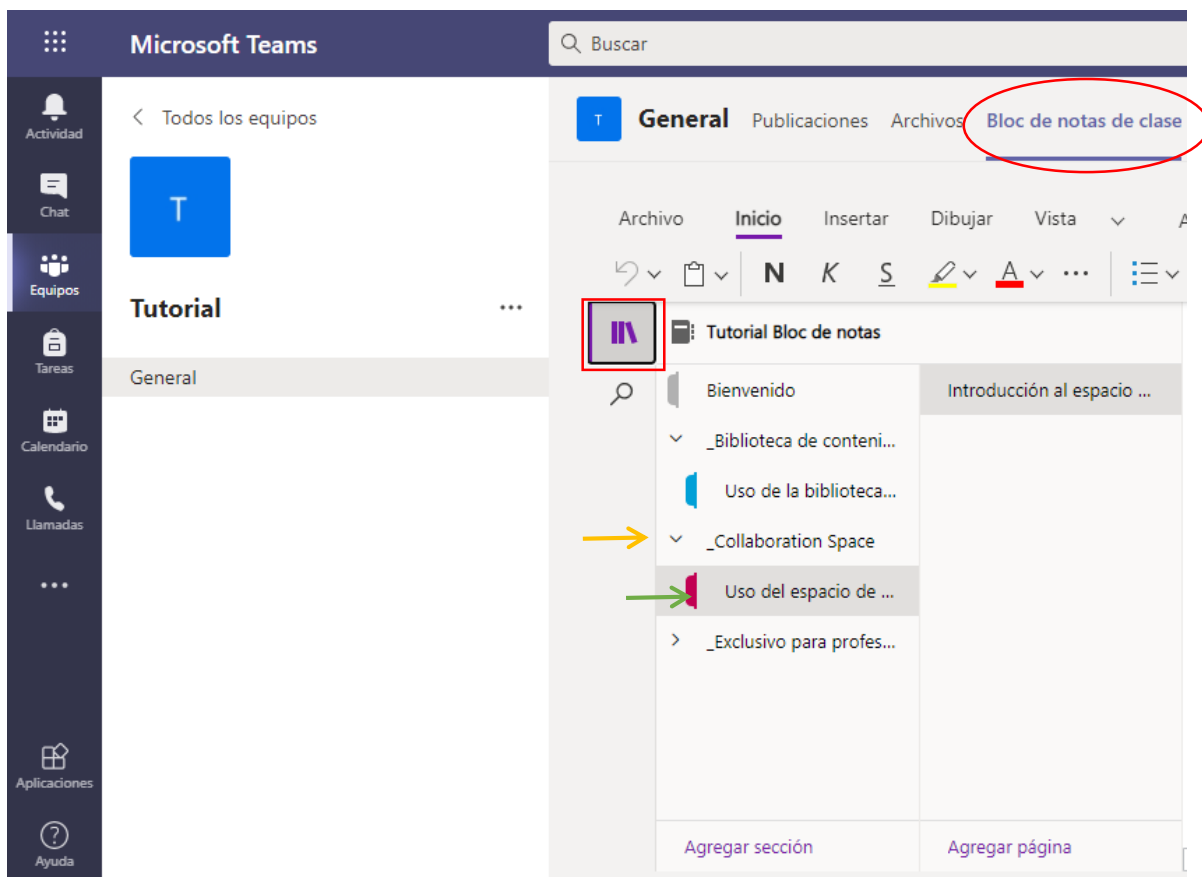 Microsoft Teams
Buscar
Actividad
Chat
Equipos
Tareas
Calendario
Llamadas
Aplicaciones
Ayuda
Todos los equipos
T
Tutorial
General
T
General Publicaciones Archivos Bloc de notas de clase
Archivo Inicio Insertar Dibujar Vista A
N K S A
Tutorial Bloc de notas
Bienvenido
_Biblioteca de conteni...
Uso de la biblioteca...
_Collaboration Space
Uso del espacio de ...
_Exclusivo para profes...
Agregar sección
Introducción al espacio ...
Agregar página